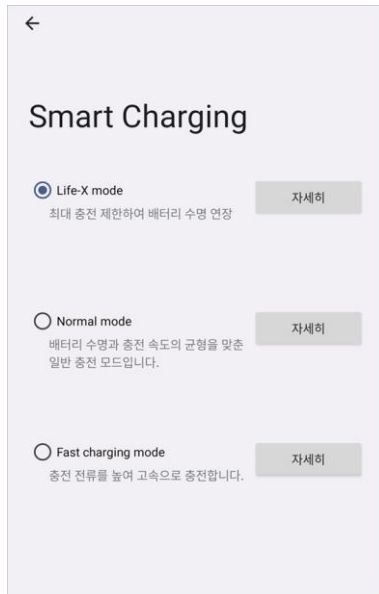 Smart Charging
Life-X mode
자세히
최대 충전 제한하여 배터리 수명 연장
Normal mode
자세히
배터리 수명과 충전 속도의 균형을 맞춘
일반 충전 모드입니다.
Fast charging mode
자세히
충전 전류를 높여 고속으로 충전합니다.